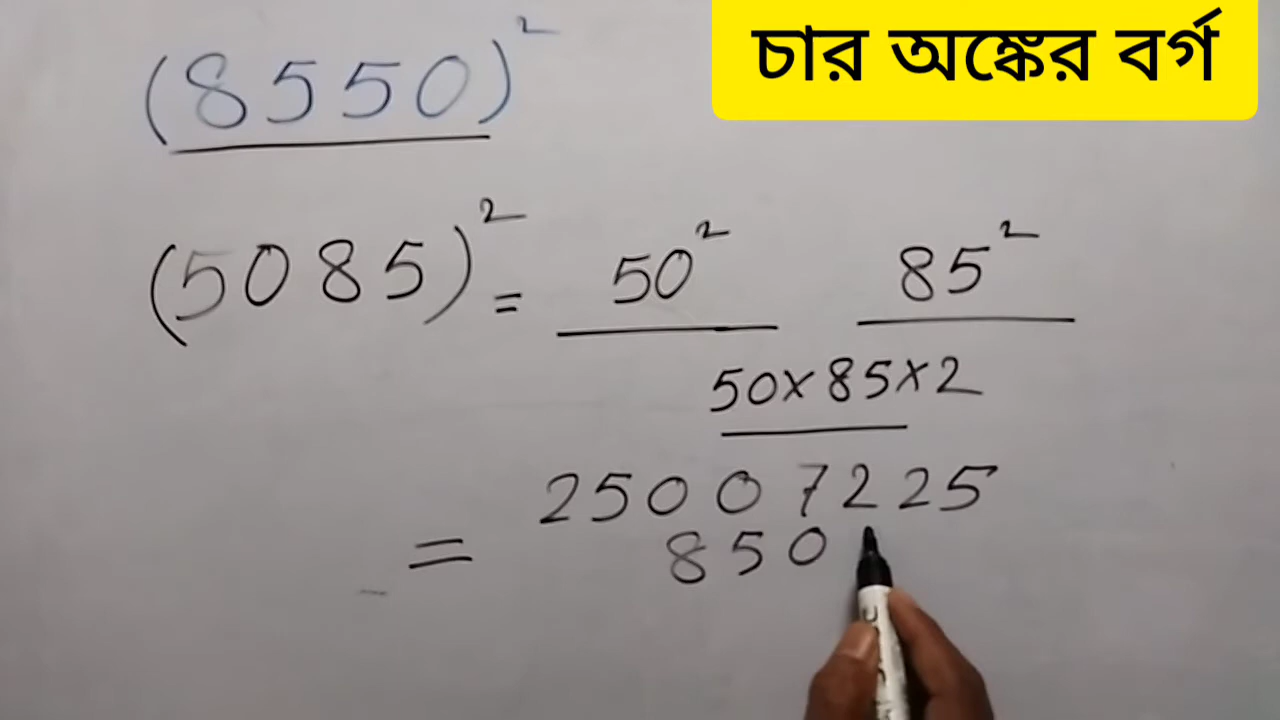 চার অঙ্কের বর্গ
(8550)²
(5085)² = 50² 85²
50×85×2
25007225
= 850